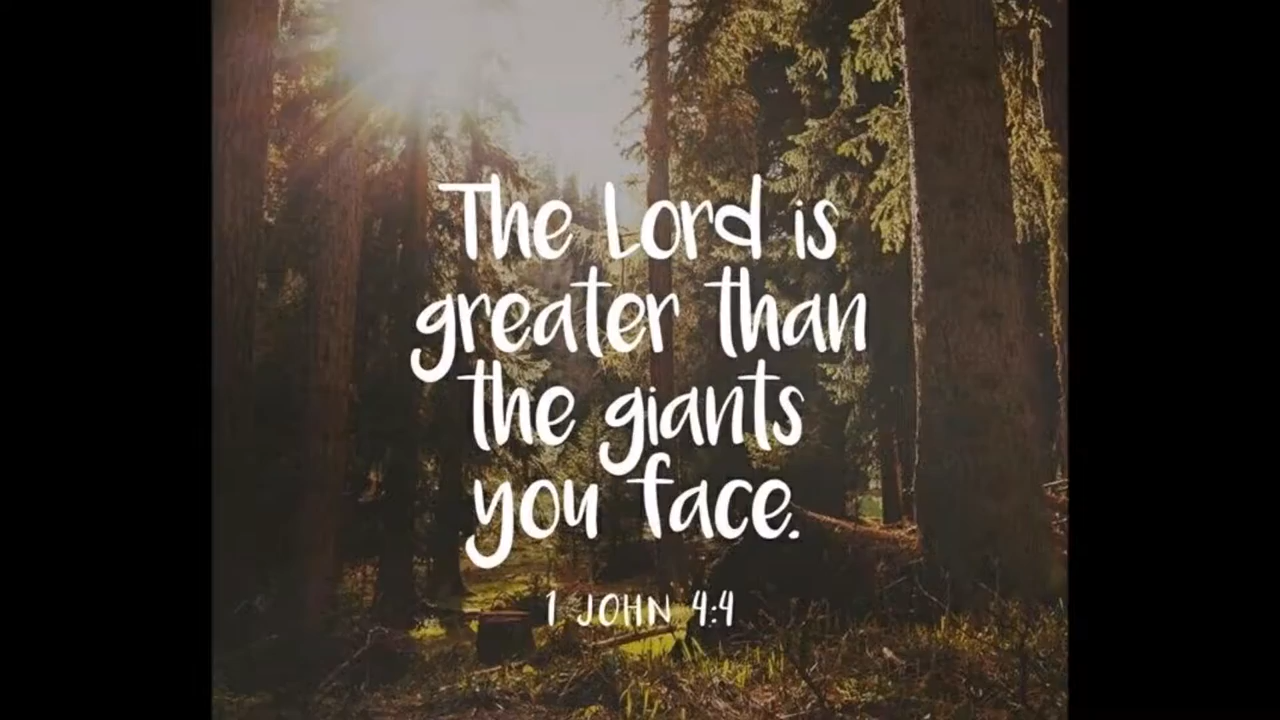 The Lord is
greater than
the giants
you face.
1 JOHN 4:4